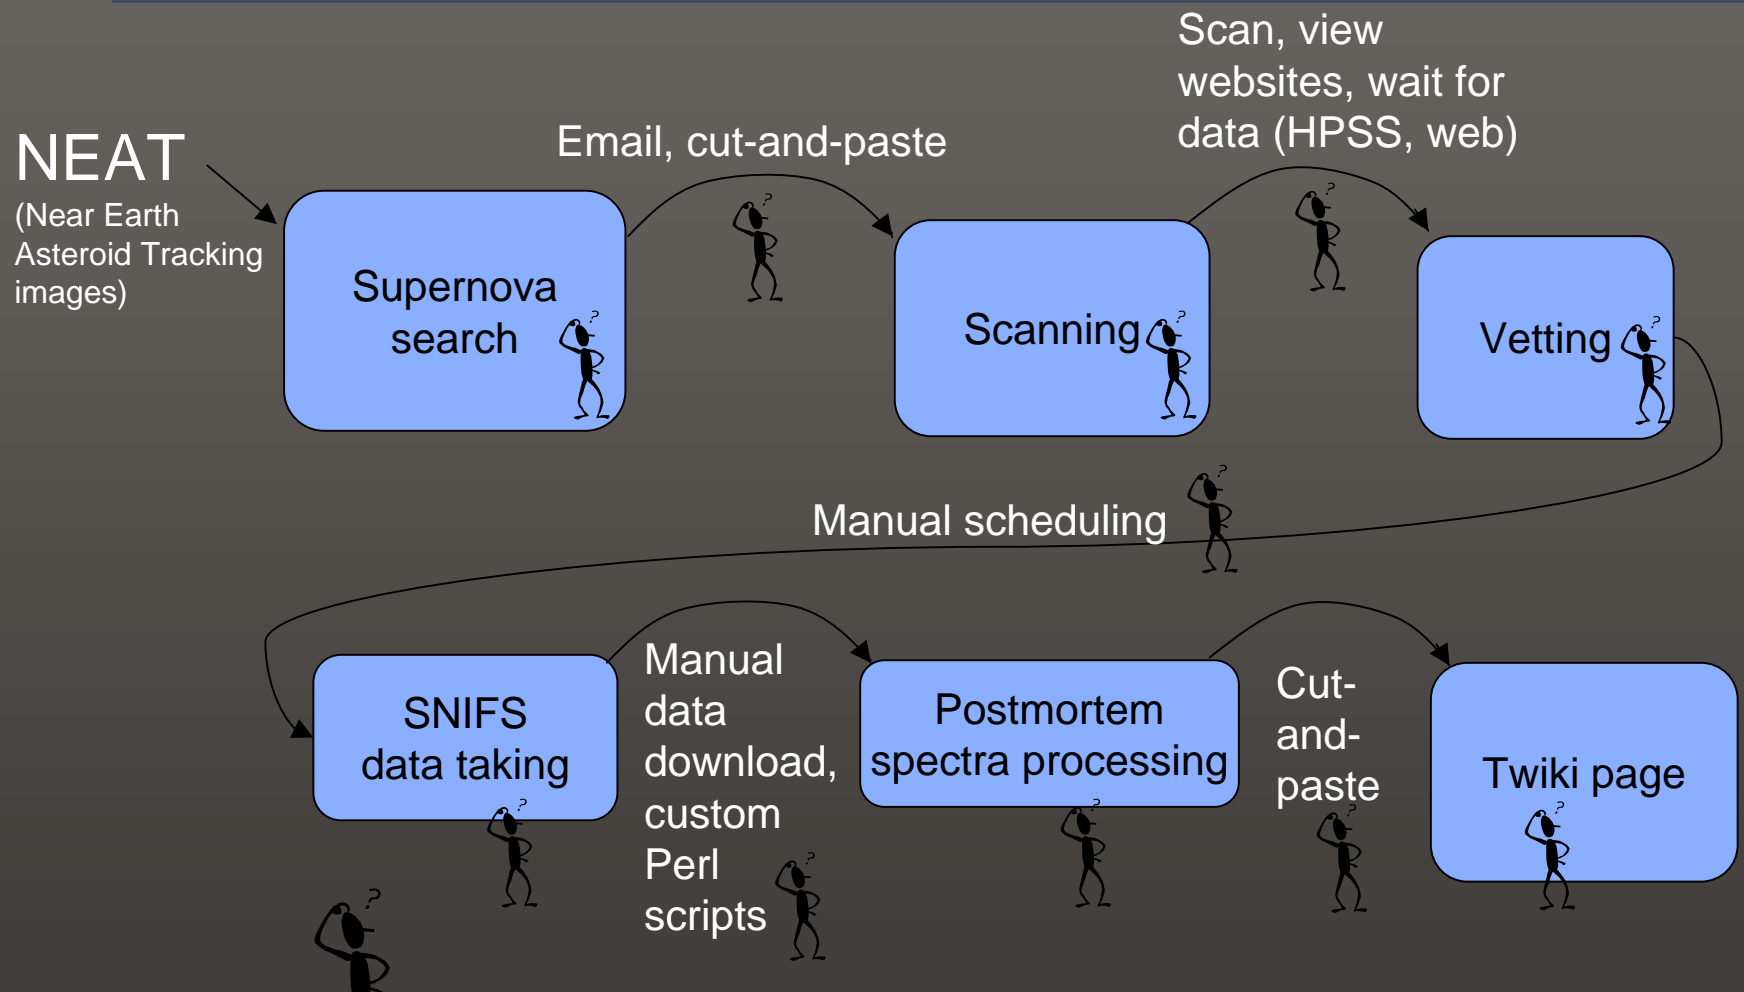 NEAT
(Near Earth
Asteroid Tracking
images)
Supernova
search
Email, cut-and-paste
Scanning
Scan, view
websites, wait for
data (HPSS, web)
Vetting
Manual scheduling
SNIFS
data taking
Manual
data
download,
custom
Perl
scripts
Postmortem
spectra processing
Cut-
and-
paste
Twiki page
?
?
?
?
?
?
?
?
?
?
?
?